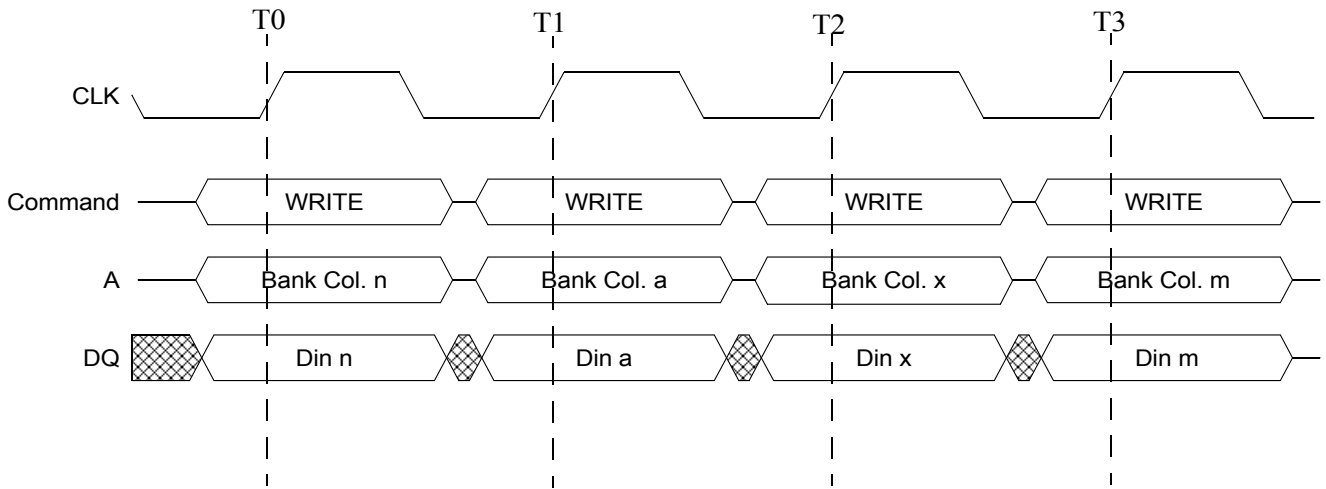 T0 T1 T2 T3
CLK
Command WRITE WRITE WRITE WRITE
A Bank Col. n Bank Col. a Bank Col. x Bank Col. m
DQ Din n Din a Din x Din m